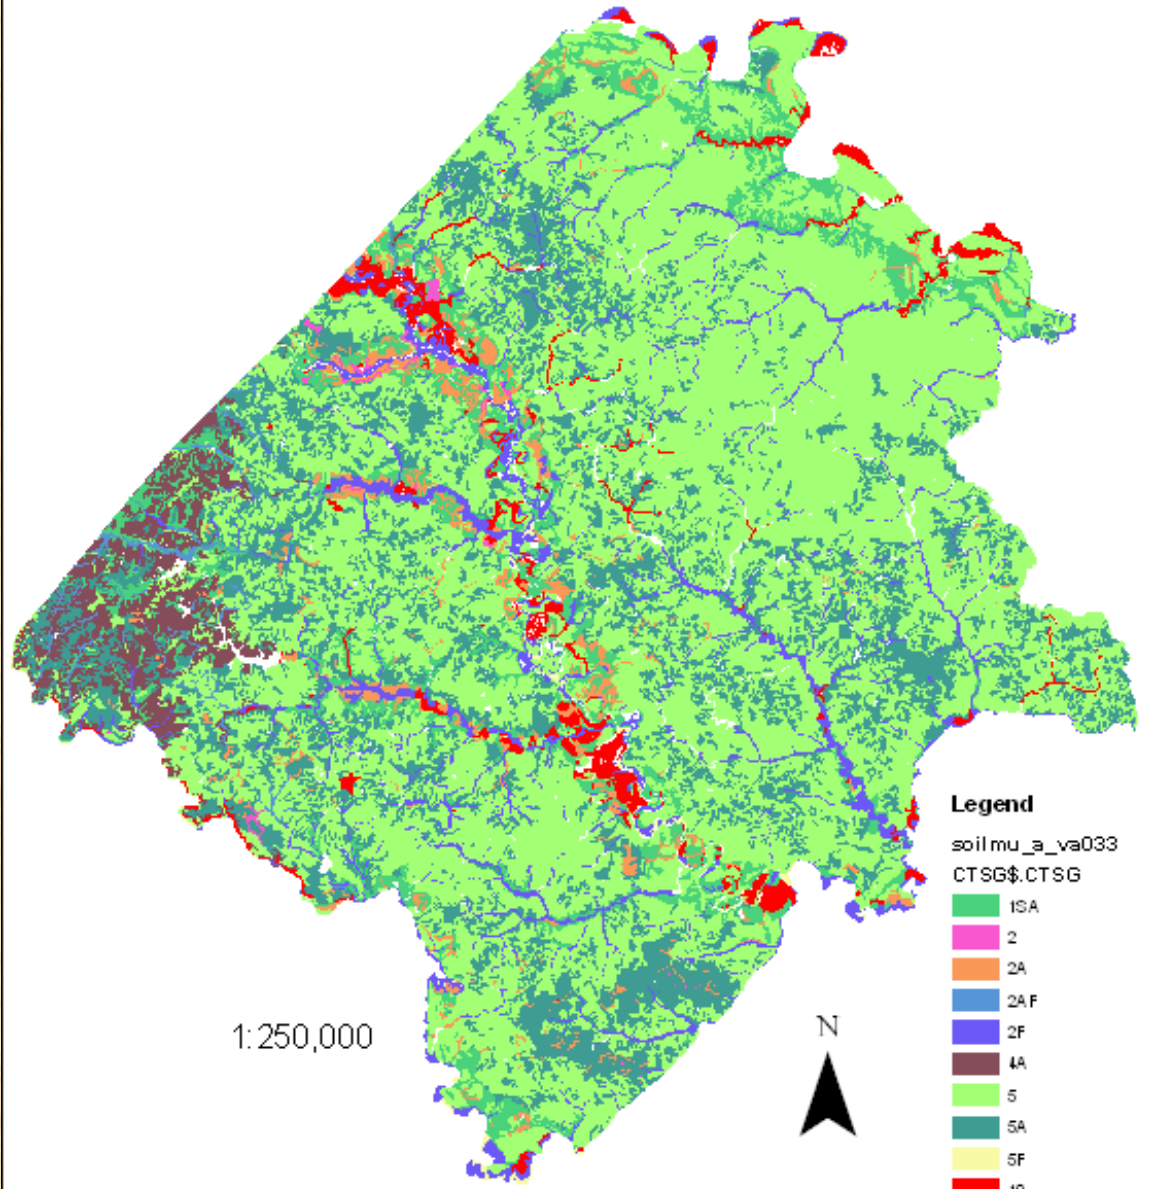 Legend
soilmu_a_va033
CTSG$.CTSG
1SA
2
2A
2AF
2F
4A
5
5A
5F
1:250,000
N